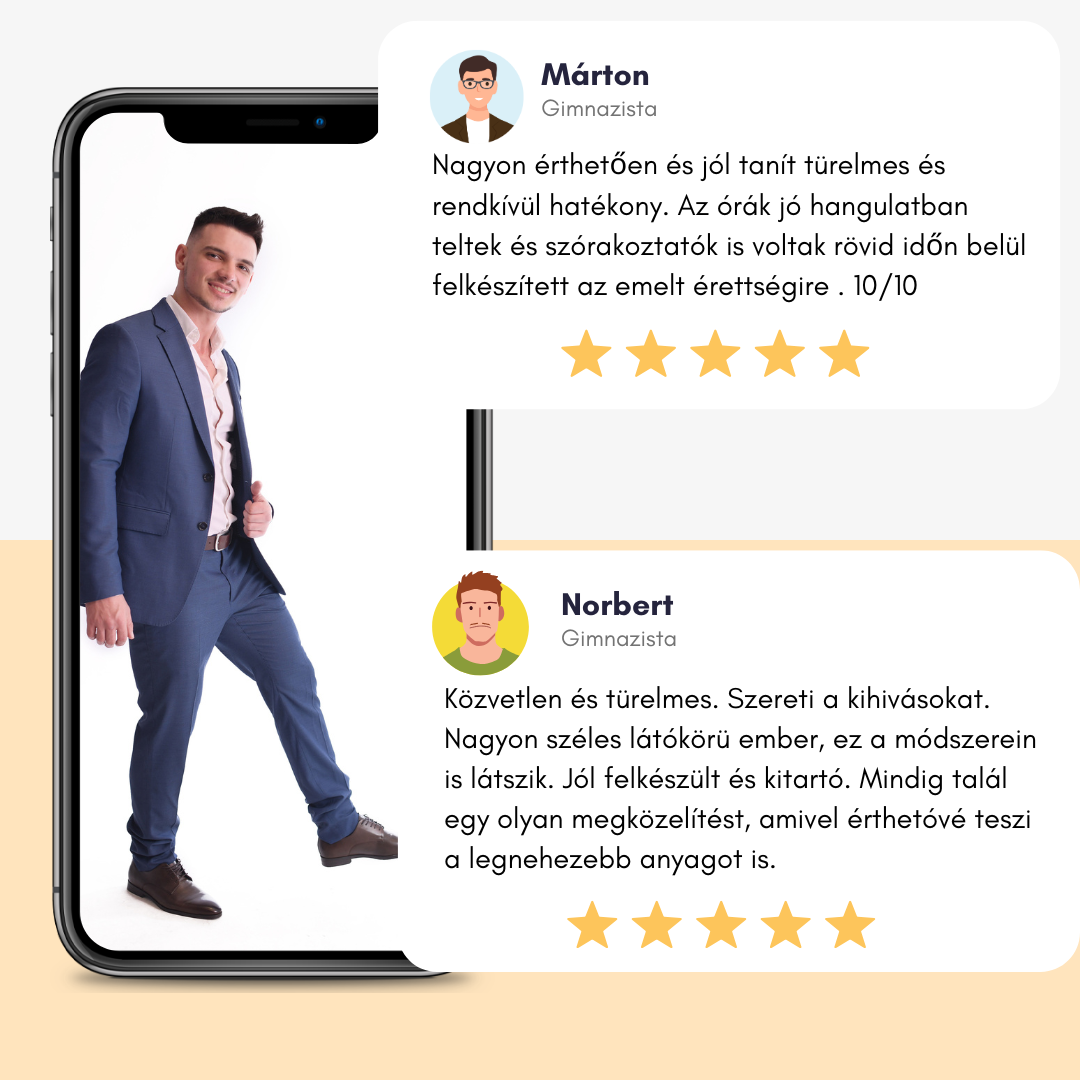 Márton
Gimnazista
Nagyon érthetően és jól tanít türelmes és
rendkívül hatékony. Az órák jó hangulatban
teltek és szórakoztatók is voltak rövid időn belül
felkészített az emelt érettségire . 10/10
Norbert
Gimnazista
Közvetlen és türelmes. Szereti a kihivásokat.
Nagyon széles látókörü ember, ez a módszerein
is látszik. Jól felkészült és kitartó. Mindig talál
egy olyan megközelítést, amivel érthetóvé teszi
a legnehezebb anyagot is.